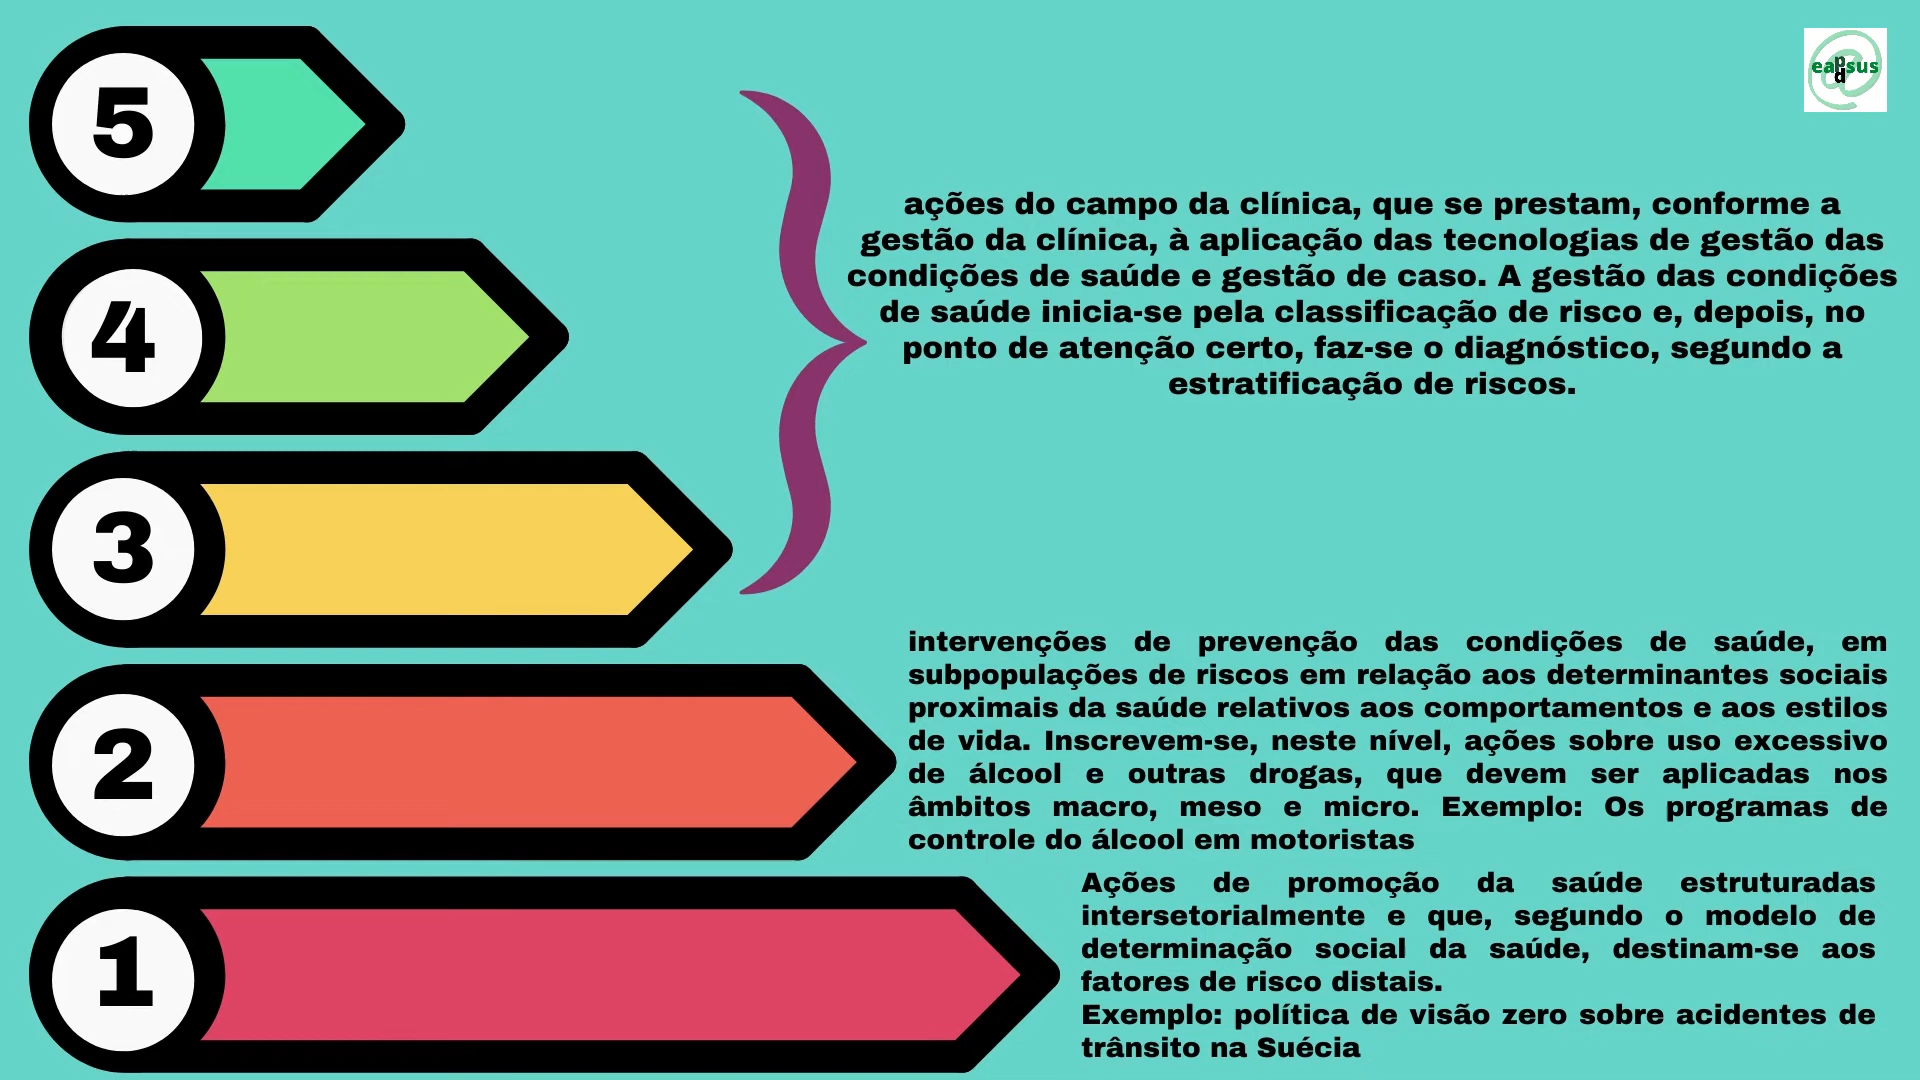 5
eapdsus
ações do campo da clínica, que se prestam, conforme a
gestão da clínica, à aplicação das tecnologias de gestão das
condições de saúde e gestão de caso. A gestão das condições
de saúde inicia-se pela classificação de risco e, depois, no
ponto de atenção certo, faz-se o diagnóstico, segundo a
estratificação de riscos.
4
3
intervenções de prevenção das condições de saúde, em
subpopulações de riscos em relação aos determinantes sociais
proximais da saúde relativos aos comportamentos e aos estilos
de vida. Inscrevem-se, neste nível, ações sobre uso excessivo
de álcool e outras drogas, que devem ser aplicadas nos
âmbitos macro, meso e micro. Exemplo: Os programas de
controle do álcool em motoristas
2
Ações de promoção da saúde estruturadas
intersetorialmente e que, segundo o modelo de
determinação social da saúde, destinam-se aos
fatores de risco distais.
Exemplo: política de visão zero sobre acidentes de
trânsito na Suécia
1